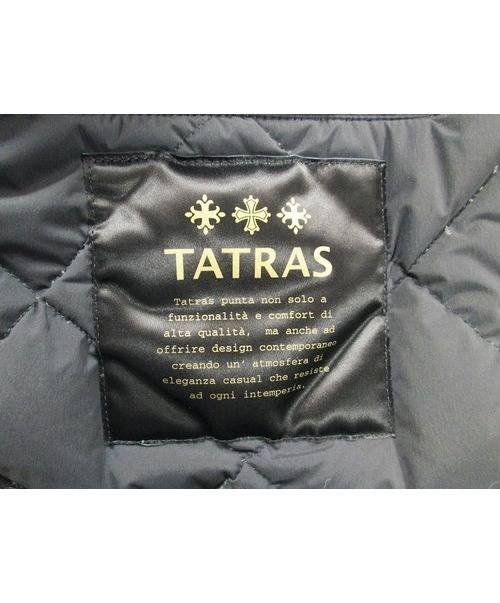 TATRAS
Tatras punta non solo a
funzionalità e comfort di
alta qualità, ma anche ad
offrire design contemporaneo
creando un' atmosfera di
eleganza casual che resiste
ad ogni intemperia.